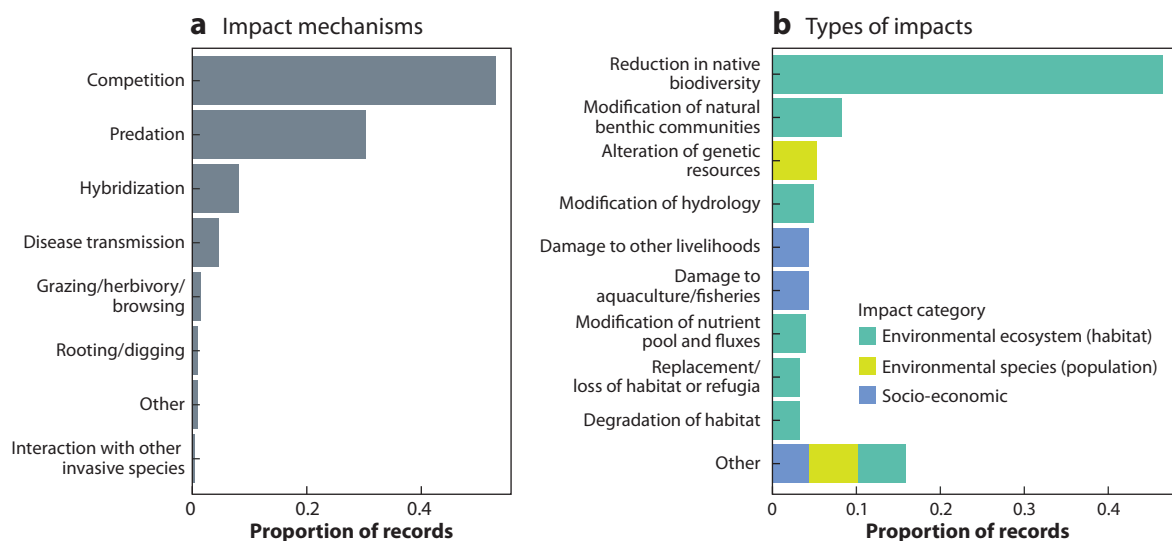 a Impact mechanisms
Competition
Predation
Hybridization
Disease transmission
Grazing/herbivory/
browsing
Rooting/digging
Other
Interaction with other
invasive species
0 0.2 0.4
Proportion of records
b Types of impacts
Reduction in native
biodiversity
Modification of natural
benthic communities
Alteration of genetic
resources
Modification of hydrology
Damage to other livelihoods
Damage to
aquaculture/fisheries
Modification of nutrient
pool and fluxes
Replacement/
loss of habitat or refugia
Degradation of habitat
Other
Impact category
Environmental ecosystem (habitat)
Environmental species (population)
Socio-economic
0 0.1 0.2 0.3 0.4
Proportion of records